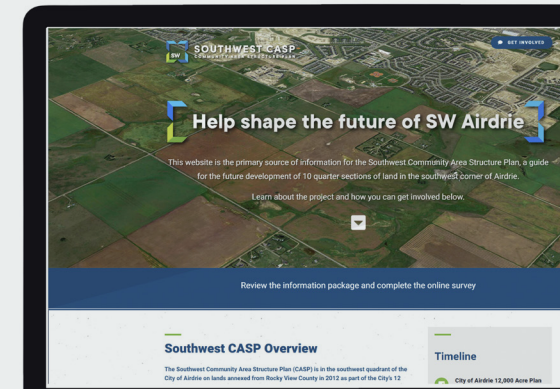 SW
SOUTHWEST CASP
COMMUNITY AREA STRUCTURE PLAN
GET INVOLVED
Help shape the future of SW Airdrie
This website is the primary source of information for the Southwest Community Area Structure Plan, a guide
for the future development of 10 quarter sections of land in the southwest corner of Airdrie.
Learn about the project and how you can get involved below.
Review the information package and complete the online survey
Southwest CASP Overview
The Southwest Community Area Structure Plan (CASP) is in the southwest quadrant of the
City of Airdrie on lands annexed from Rocky View County in 2012 as part of the City's 12
Timeline
City of Airdrie 12,000 Acre Plan